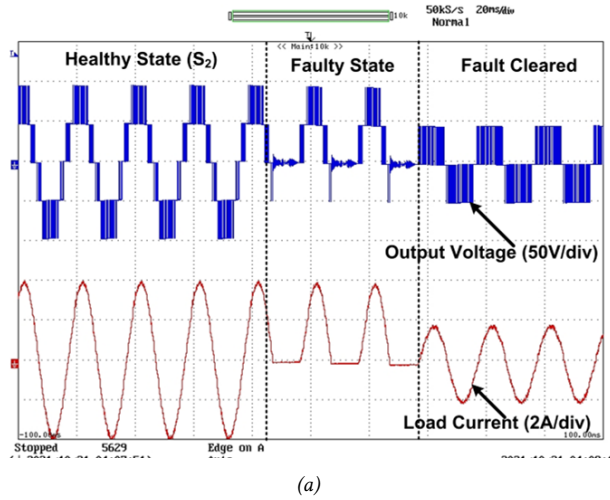 50kS/s 20ms/div
10k
Normal
<< Main:10k >>
Healthy State (S2)
Faulty State
Fault Cleared
Output Voltage (50V/div)
Load Current (2A/div)
-100.00ms
100.00ms
Stopped 5629 Edge on A
(a)